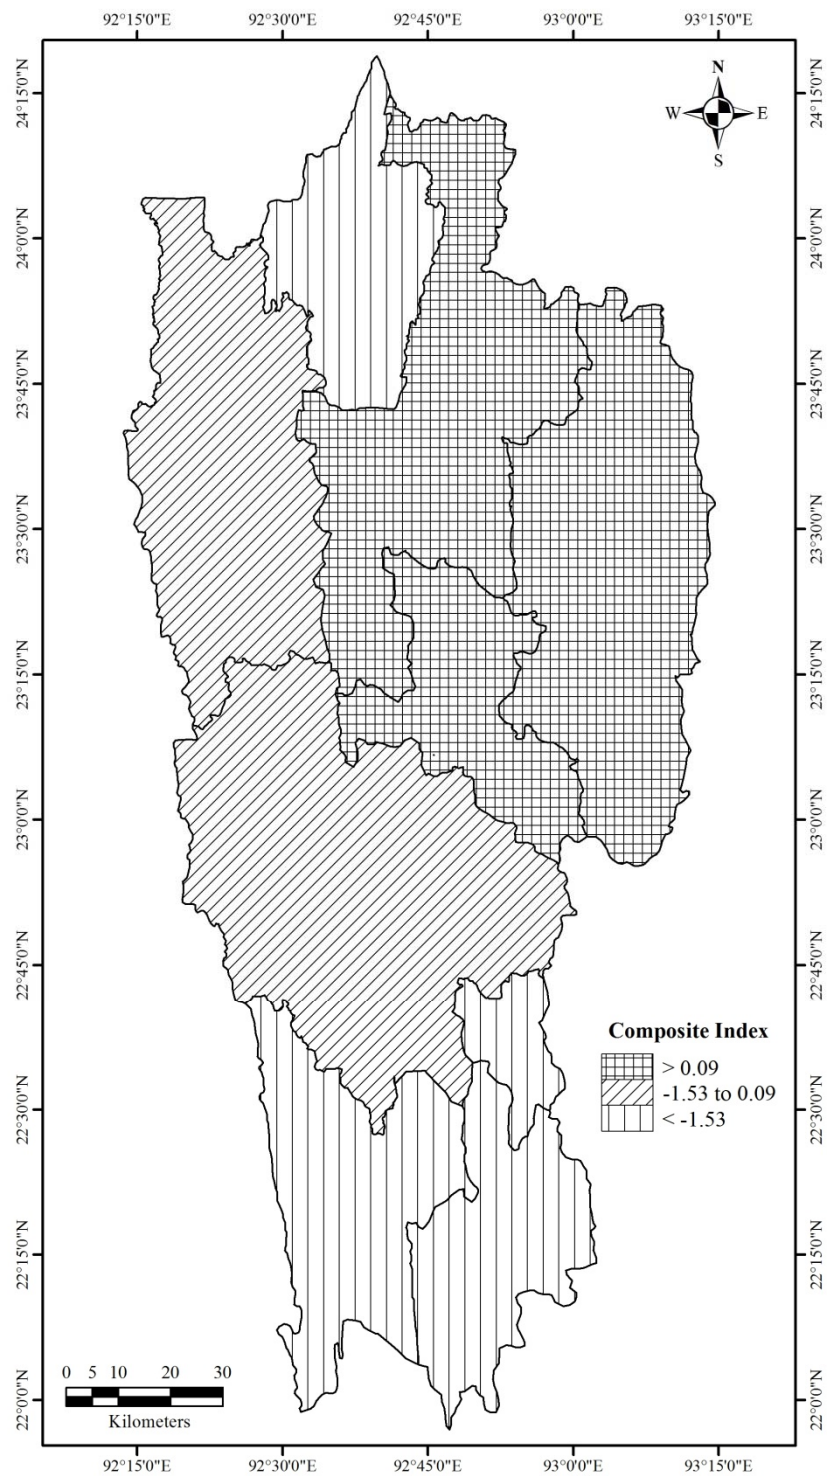 92°15'0"E 92°30'0"E 92°45'0"E 93°0'0"E 93°15'0"E
N
W E
S
24°15'0"N 24°15'0"N
24°0'0"N 24°0'0"N
23°45'0"N 23°45'0"N
23°30'0"N 23°30'0"N
23°15'0"N 23°15'0"N
23°0'0"N 23°0'0"N
22°45'0"N 22°45'0"N
Composite Index
> 0.09
-1.53 to 0.09
< -1.53
22°30'0"N 22°30'0"N
22°15'0"N 22°15'0"N
0 5 10 20 30
Kilometers
22°0'0"N 22°0'0"N
92°15'0"E 92°30'0"E 92°45'0"E 93°0'0"E 93°15'0"E